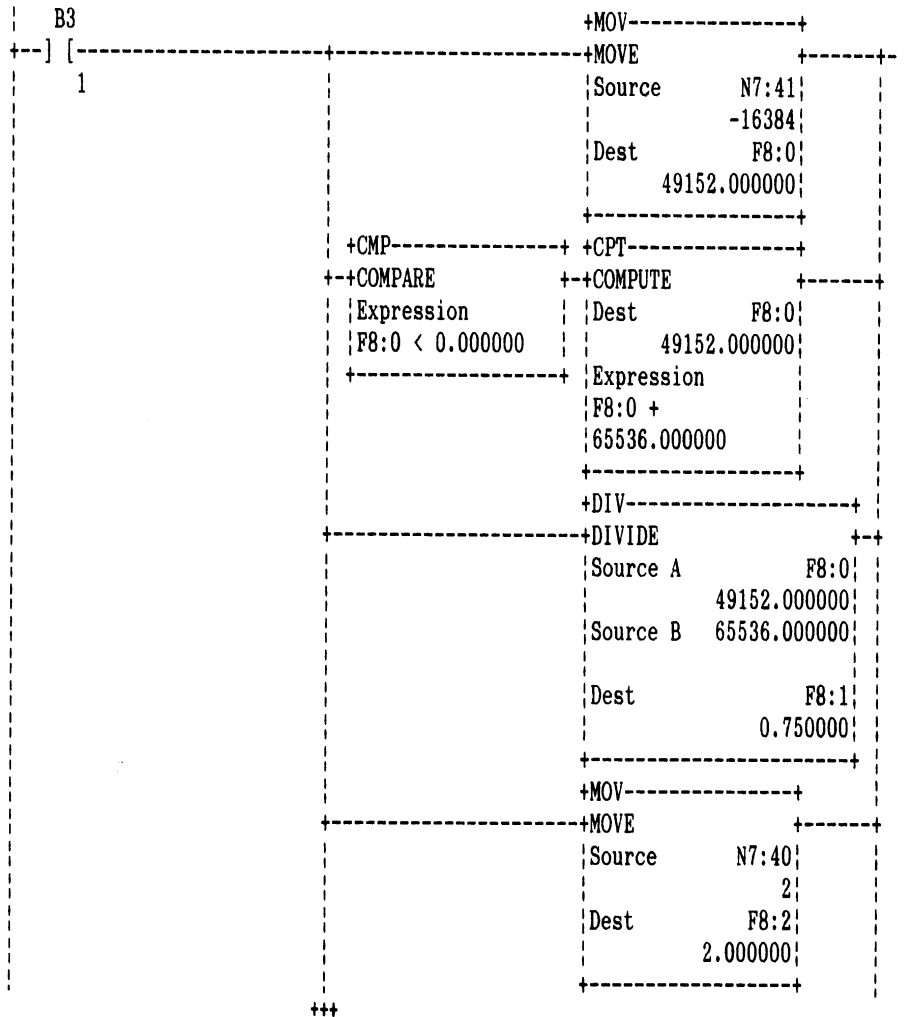 B3
+MOV---------------+
+--] [---------------------------+----------------------------+MOVE +------+-
1
Source N7:41
-16384
Dest F8:0
49152.000000
+------------------+
+CMP---------------+ +CPT---------------+
+-+COMPARE +-+COMPUTE +------+
Expression Dest F8:0
F8:0 < 0.000000 49152.000000
+------------------+ Expression
F8:0 +
65536.000000
+------------------+
+DIV--------------------+
+----------------------+DIVIDE +-+
Source A F8:0
49152.000000
Source B 65536.000000
Dest F8:1
0.750000
+-----------------------+
+MOV---------------+
+----------------------+MOVE +------+
Source N7:40
2
Dest F8:2
2.000000
+------------------+
+++